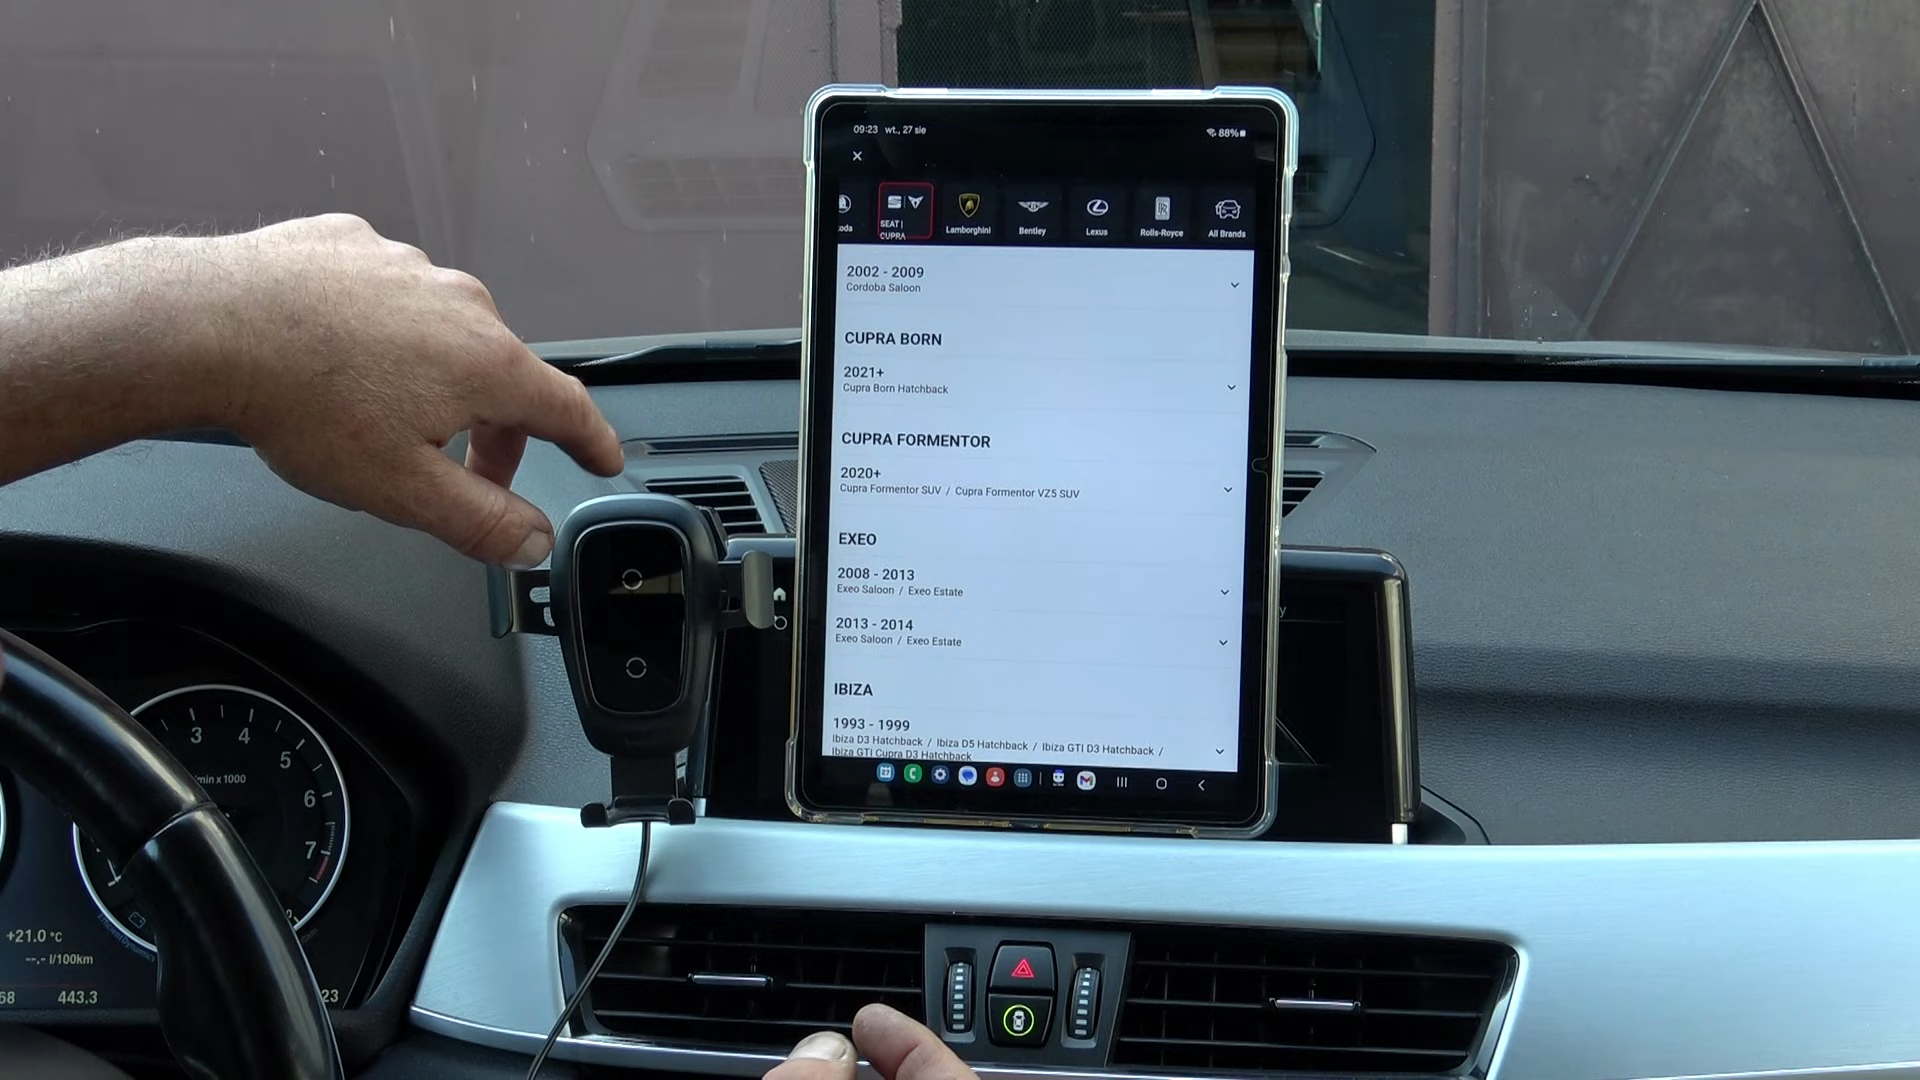 09:23 wt., 27 sie
88%
oda
SEAT |
CUPRA
Lamborghini
Bentley
Lexus
Rolls-Royce
All Brands
2002 - 2009
Cordoba Saloon
CUPRA BORN
2021+
Cupra Born Hatchback
CUPRA FORMENTOR
2020+
Cupra Formentor SUV / Cupra Formentor VZ5 SUV
EXEO
2008 - 2013
Exeo Saloon / Exeo Estate
2013 - 2014
Exeo Saloon / Exeo Estate
IBIZA
1993 - 1999
Ibiza D3 Hatchback / Ibiza D5 Hatchback / Ibiza GTI D3 Hatchback /
Ibiza GTI Cupra D3 Hatchback
y
3 4 5 6 7
/min x 1000
EfficientDynamics
+21.0 °C
--.- l/100km
68 443.3
23